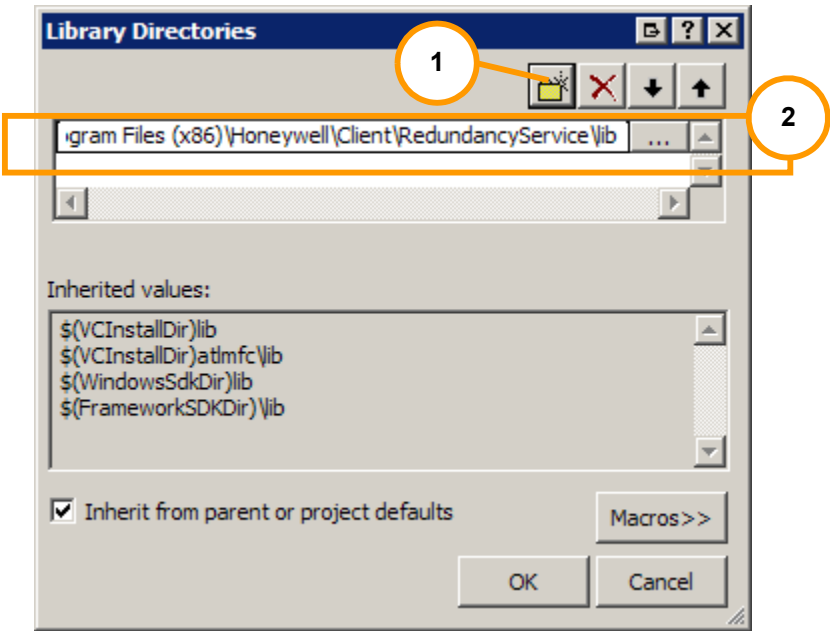 Library Directories
1
2
ogram Files (x86)\Honeywell\Client\RedundancyService\lib
...
Inherited values:
$(VCInstallDir)lib
$(VCInstallDir)atlmfc\lib
$(WindowsSdkDir)lib
$(FrameworkSDKDir)\lib
Inherit from parent or project defaults
Macros>>
OK
Cancel